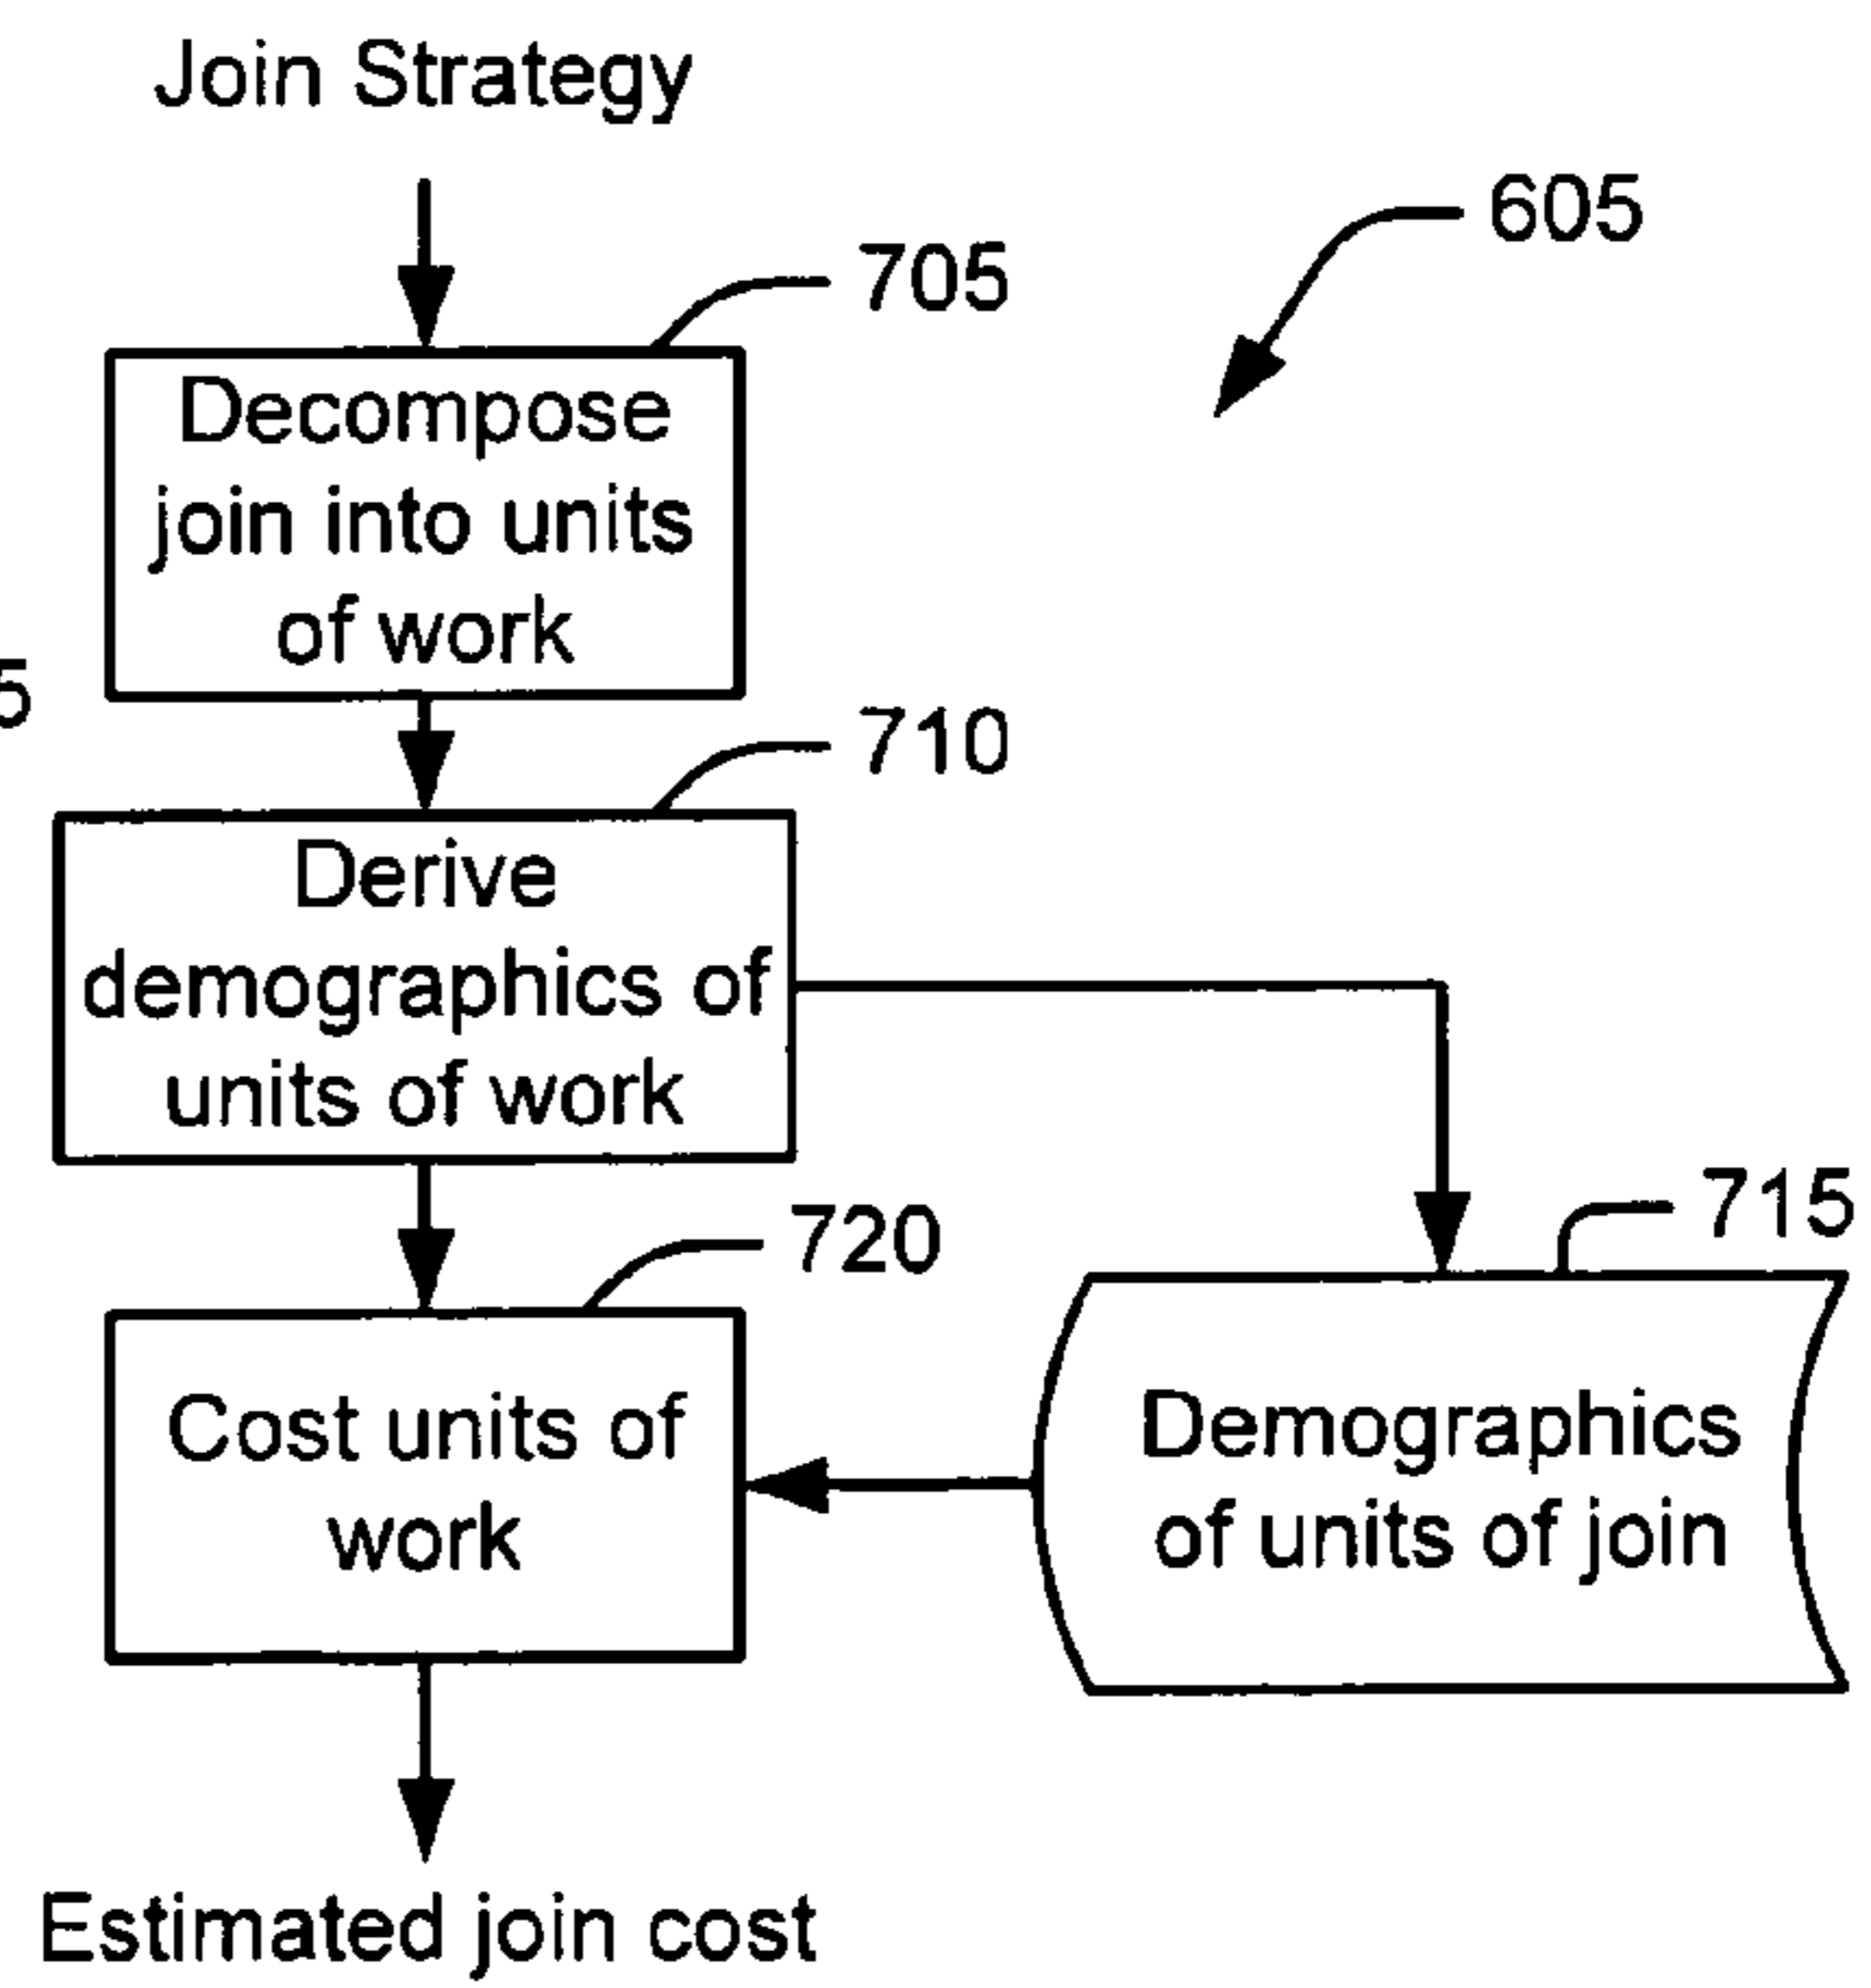 Join Strategy
605
705
Decompose
join into units
of work
5
710
Derive
demographics of
units of work
715
720
Cost units of
work
Demographics
of units of join
Estimated join cost